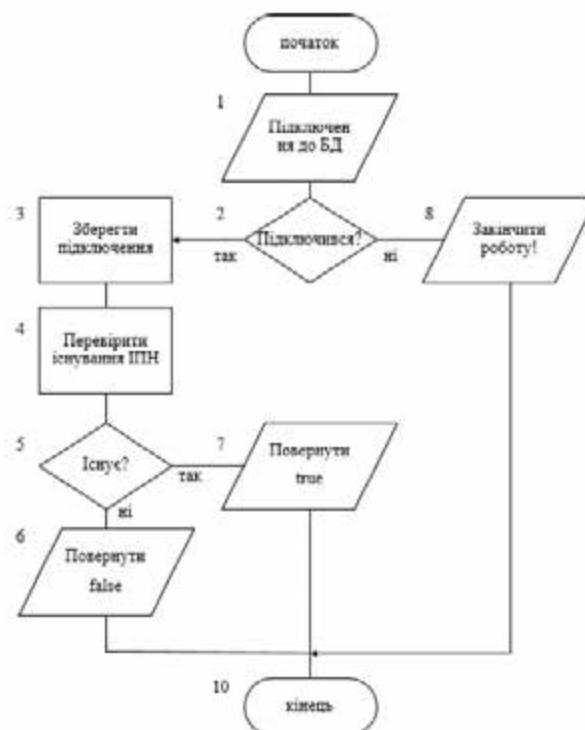 початок
1
Підключен
ня до БД
3
Зберегти
підключення
2
Підключився?
так
ні
8
Закінчити
роботу!
4
Перевірити
існування ІПН
5
Існує?
так
ні
7
Повернути
true
6
Повернути
false
10
кінець